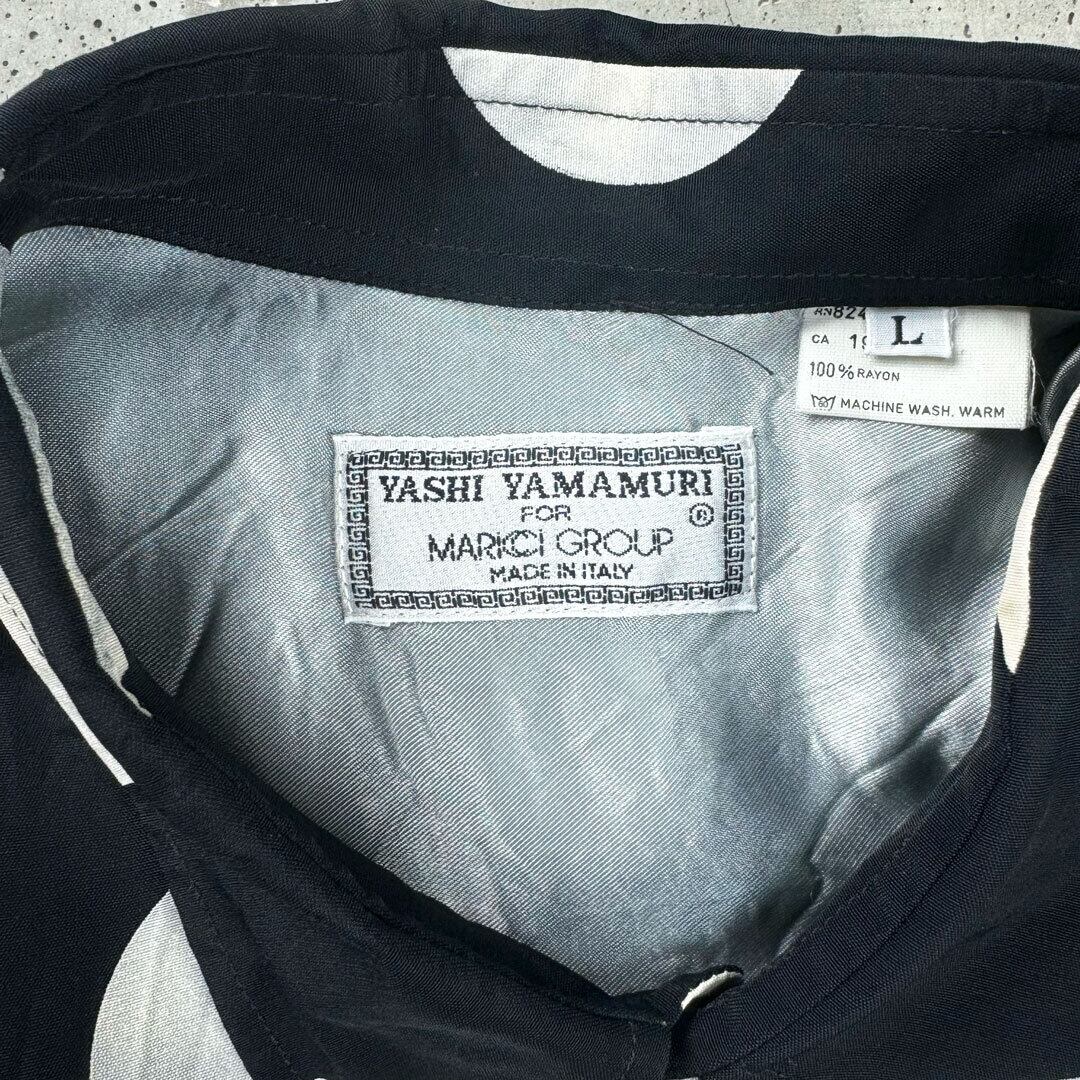 CA
L
100% RAYON
MACHINE WASH, WARM
YASHI YAMAMURI
FOR ®
MARICCI GROUP
MADE IN ITALY